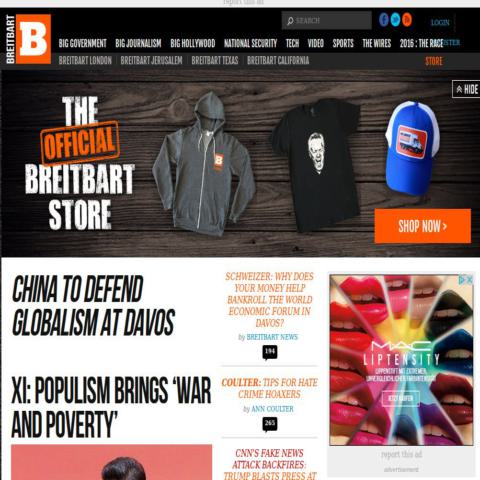 report this ad
BREITBART
B
SEARCH
LOGIN
BIG GOVERNMENT BIG JOURNALISM BIG HOLLYWOOD NATIONAL SECURITY TECH VIDEO SPORTS THE WIRES 2016 : THE RACE
BREITBART LONDON BREITBART JERUSALEM BREITBART TEXAS BREITBART CALIFORNIA
STORE
HIDE
THE
OFFICIAL
BREITBART
STORE
B
SHOP NOW >
CHINA TO DEFEND
GLOBALISM AT DAVOS
XI: POPULISM BRINGS 'WAR
AND POVERTY'
SCHWEIZER: WHY DOES
YOUR MONEY HELP
BANKROLL THE WORLD
ECONOMIC FORUM IN
DAVOS?
by BREITBART NEWS
194
COULTER: TIPS FOR HATE
CRIME HOAXERS
by ANN COULTER
265
CNN'S FAKE NEWS
ATTACK BACKFIRES:
TRUMP BLASTS PRESS AT
MAC
LIPTENSITY
LIPPENSTIFT MIT EXTREMEN,
UNVERGLEICHLICHEN FARBINTENSITÄTEN
JETZT KAUFEN
report this ad
advertisement